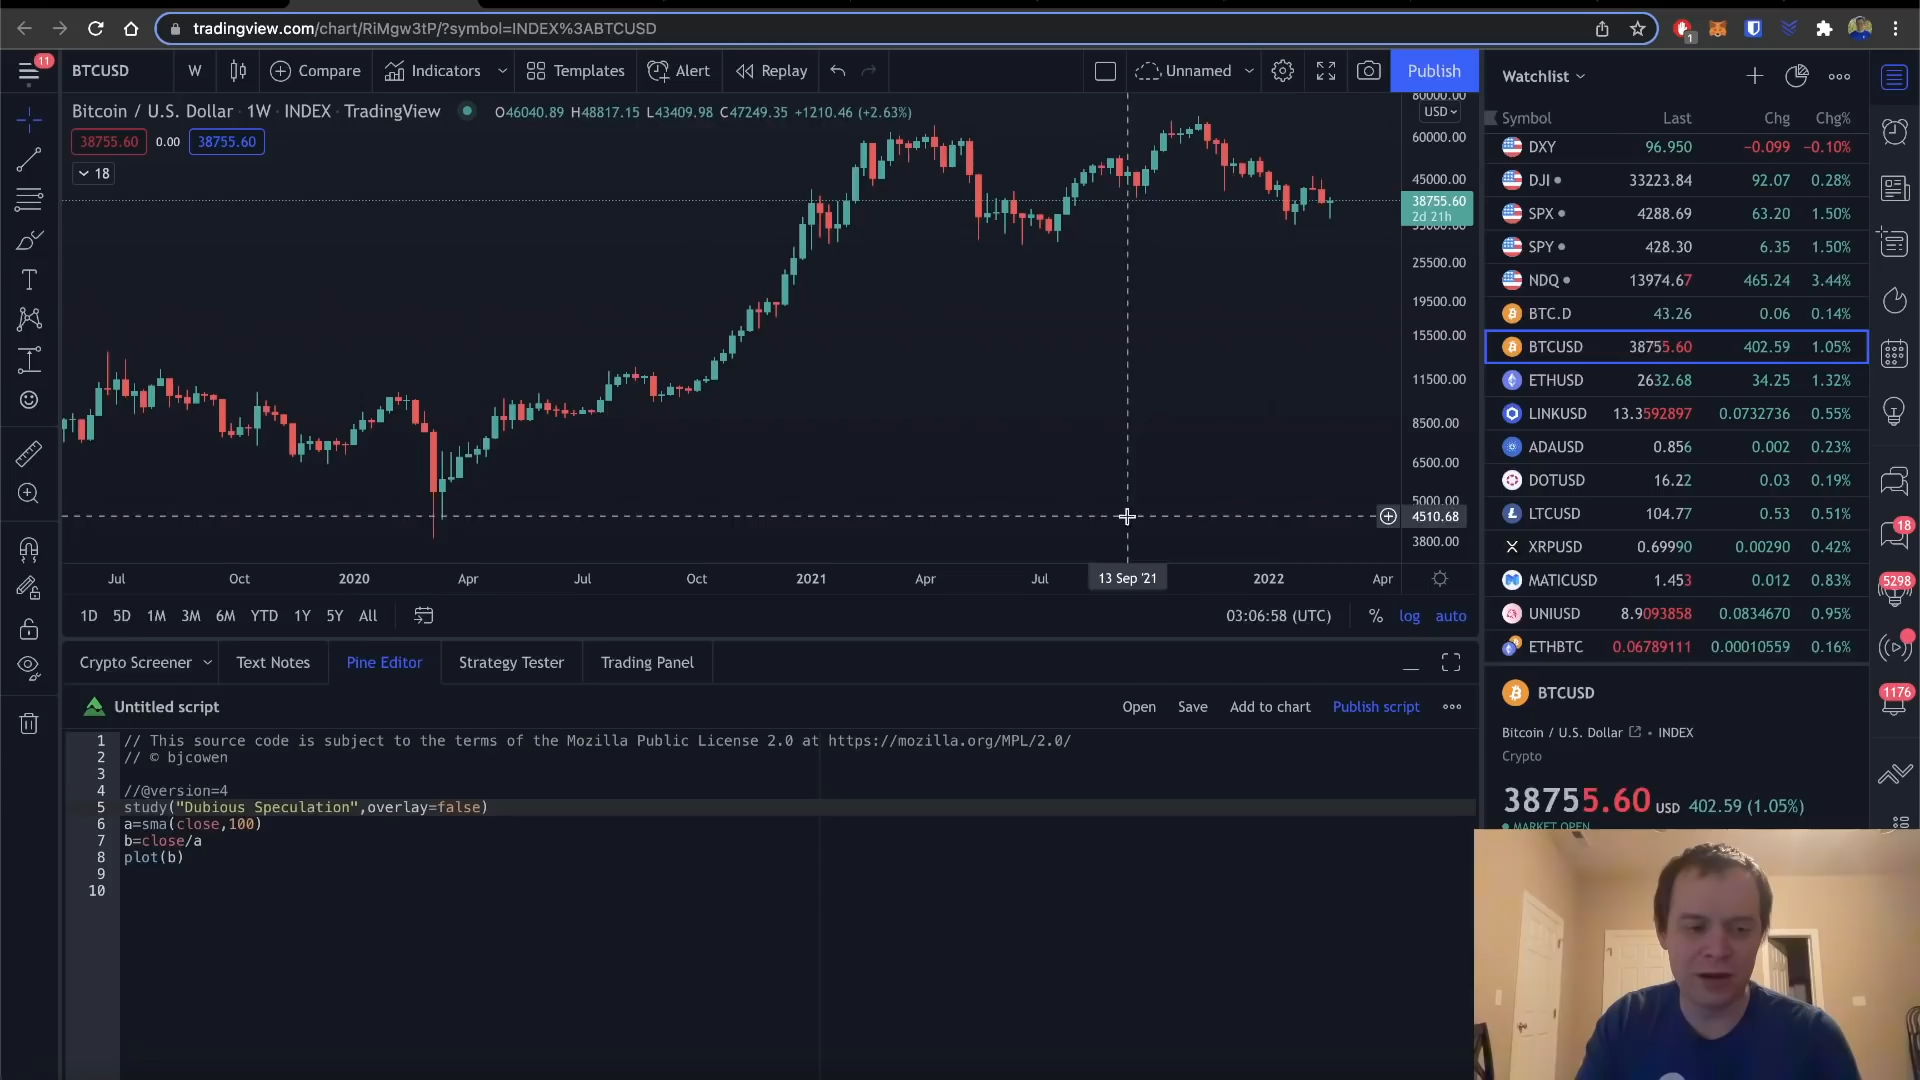 tradingview.com/chart/RiMgw3tP/?symbol=INDEX%3ABTCUSD
1
11
BTCUSD W Compare Indicators Templates Alert Replay Unnamed Publish
Bitcoin / U.S. Dollar · 1W · INDEX · TradingView O46040.89 H48817.15 L43409.98 C47249.35 +1210.46 (+2.63%)
38755.60 0.00 38755.60
18
80000.00
USD
60000.00
45000.00
38755.60
2d 21h
35000.00
25500.00
19500.00
15500.00
11500.00
8500.00
6500.00
5000.00
4510.68
3800.00
Jul Oct 2020 Apr Jul Oct 2021 Apr Jul 13 Sep '21 2022 Apr
1D 5D 1M 3M 6M YTD 1Y 5Y All 03:06:58 (UTC) % log auto
Crypto Screener Text Notes Pine Editor Strategy Tester Trading Panel
Untitled script Open Save Add to chart Publish script
1 // This source code is subject to the terms of the Mozilla Public License 2.0 at https://mozilla.org/MPL/2.0/
2 // © bjcowen
3
4 //@version=4
5 study("Dubious Speculation",overlay=false)
6 a=sma(close,100)
7 b=close/a
8 plot(b)
9
10
Watchlist
Symbol Last Chg Chg%
DXY 96.950 −0.099 −0.10%
DJI 33223.84 92.07 0.28%
SPX 4288.69 63.20 1.50%
SPY 428.30 6.35 1.50%
NDQ 13974.67 465.24 3.44%
BTC.D 43.26 0.06 0.14%
BTCUSD 38755.60 402.59 1.05%
ETHUSD 2632.68 34.25 1.32%
LINKUSD 13.3592897 0.0732736 0.55%
ADAUSD 0.856 0.002 0.23%
DOTUSD 16.22 0.03 0.19%
LTCUSD 104.77 0.53 0.51%
XRPUSD 0.69990 0.00290 0.42%
MATICUSD 1.453 0.012 0.83%
UNIUSD 8.9093858 0.0834670 0.95%
ETHBTC 0.06789111 0.00010559 0.16%
BTCUSD
Bitcoin / U.S. Dollar • INDEX
Crypto
38755.60 USD 402.59 (1.05%)
MARKET OPEN
18
5298
1176